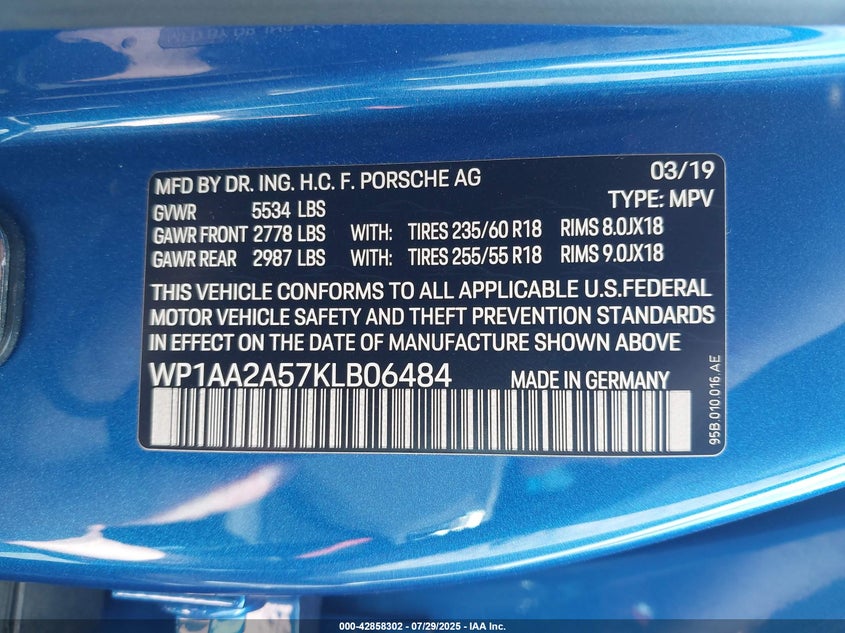 MFD BY DR. ING. H.C. F. PORSCHE AG 03/19
TYPE: MPV
GVWR 5534 LBS
GAWR FRONT 2778 LBS WITH: TIRES 235/60 R18 RIMS 8.0JX18
GAWR REAR 2987 LBS WITH: TIRES 255/55 R18 RIMS 9.0JX18
THIS VEHICLE CONFORMS TO ALL APPLICABLE U.S.FEDERAL
MOTOR VEHICLE SAFETY AND THEFT PREVENTION STANDARDS
IN EFFECT ON THE DATE OF MANUFACTURE SHOWN ABOVE
WP1AA2A57KLB06484 MADE IN GERMANY
95B.010.016.AE
000-42858302 - 07/29/2025 - IAA Inc.